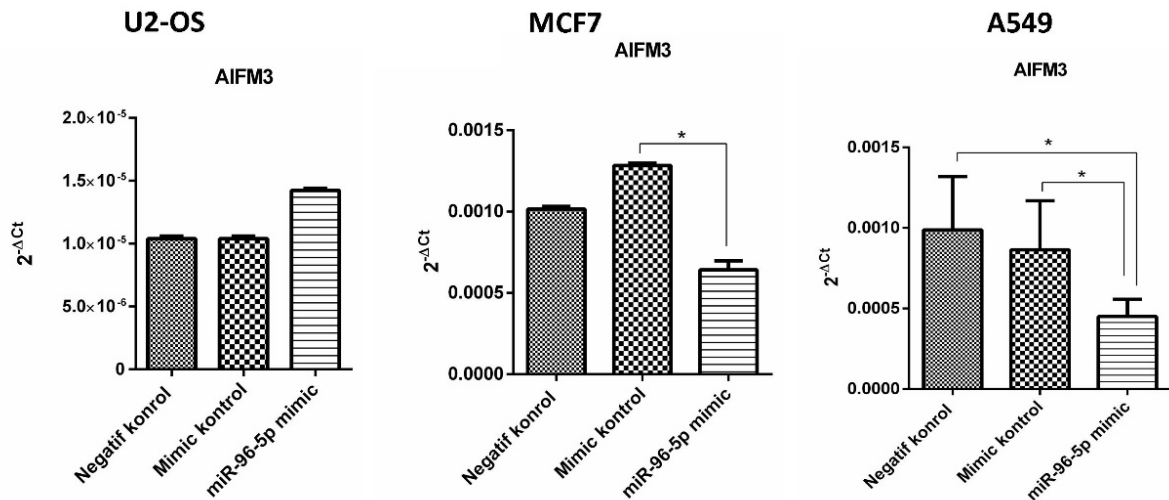 U2-OS
AIFM3
2.0×10⁻⁵
1.5×10⁻⁵
1.0×10⁻⁵
5.0×10⁻⁶
0
2⁻ΔCt
Negatif konrol
Mimic kontrol
miR-96-5p mimic
MCF7
AIFM3
0.0015
0.0010
0.0005
0.0000
2⁻ΔCt
*
Negatif konrol
Mimic kontrol
miR-96-5p mimic
A549
AIFM3
0.0015
0.0010
0.0005
0.0000
2⁻ΔCt
*
*
Negatif konrol
Mimic kontrol
miR-96-5p mimic